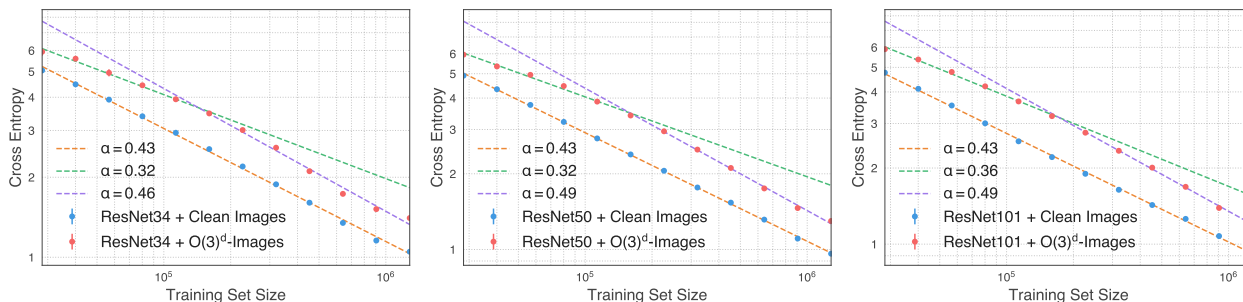 Cross Entropy
6
5
4
3
2
1
α = 0.43
α = 0.32
α = 0.46
ResNet34 + Clean Images
ResNet34 + O(3)ᵈ-Images
10⁵
10⁶
Training Set Size
Cross Entropy
6
5
4
3
2
1
α = 0.43
α = 0.32
α = 0.49
ResNet50 + Clean Images
ResNet50 + O(3)ᵈ-Images
10⁵
10⁶
Training Set Size
Cross Entropy
6
5
4
3
2
1
α = 0.43
α = 0.36
α = 0.49
ResNet101 + Clean Images
ResNet101 + O(3)ᵈ-Images
10⁵
10⁶
Training Set Size